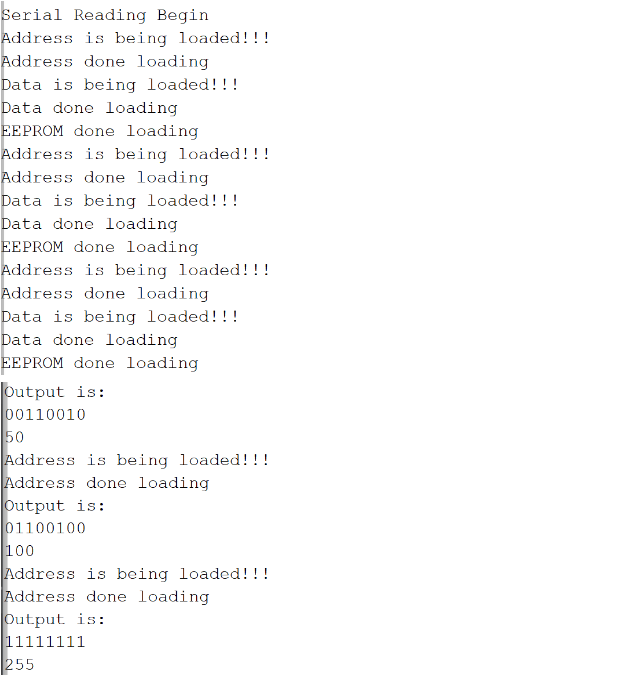 Serial Reading Begin
Address is being loaded!!!
Address done loading
Data is being loaded!!!
Data done loading
EEPROM done loading
Address is being loaded!!!
Address done loading
Data is being loaded!!!
Data done loading
EEPROM done loading
Address is being loaded!!!
Address done loading
Data is being loaded!!!
Data done loading
EEPROM done loading
Output is:
00110010
50
Address is being loaded!!!
Address done loading
Output is:
01100100
100
Address is being loaded!!!
Address done loading
Output is:
11111111
255